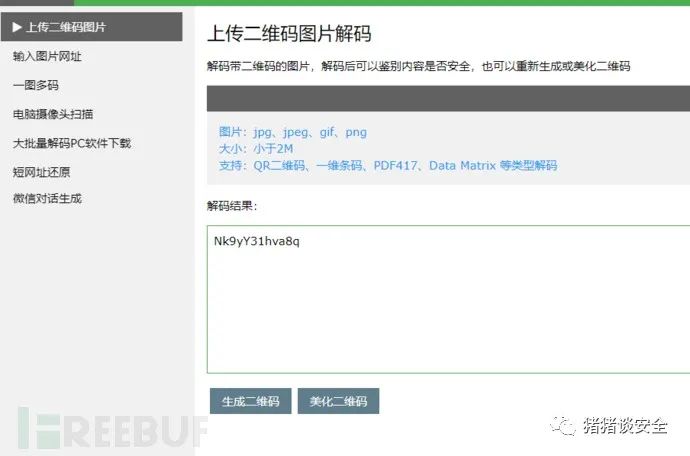 ▶ 上传二维码图片
输入图片网址
一图多码
电脑摄像头扫描
大批量解码PC软件下载
短网址还原
微信对话生成
上传二维码图片解码
解码带二维码的图片，解码后可以鉴别内容是否安全，也可以重新生成或美化二维码
图片：jpg、jpeg、gif、png
大小：小于2M
支持：QR二维码、一维条码、PDF417、Data Matrix 等类型解码
解码结果：
Nk9yY31hva8q
生成二维码 美化二维码
FREEBUF
猪猪谈安全